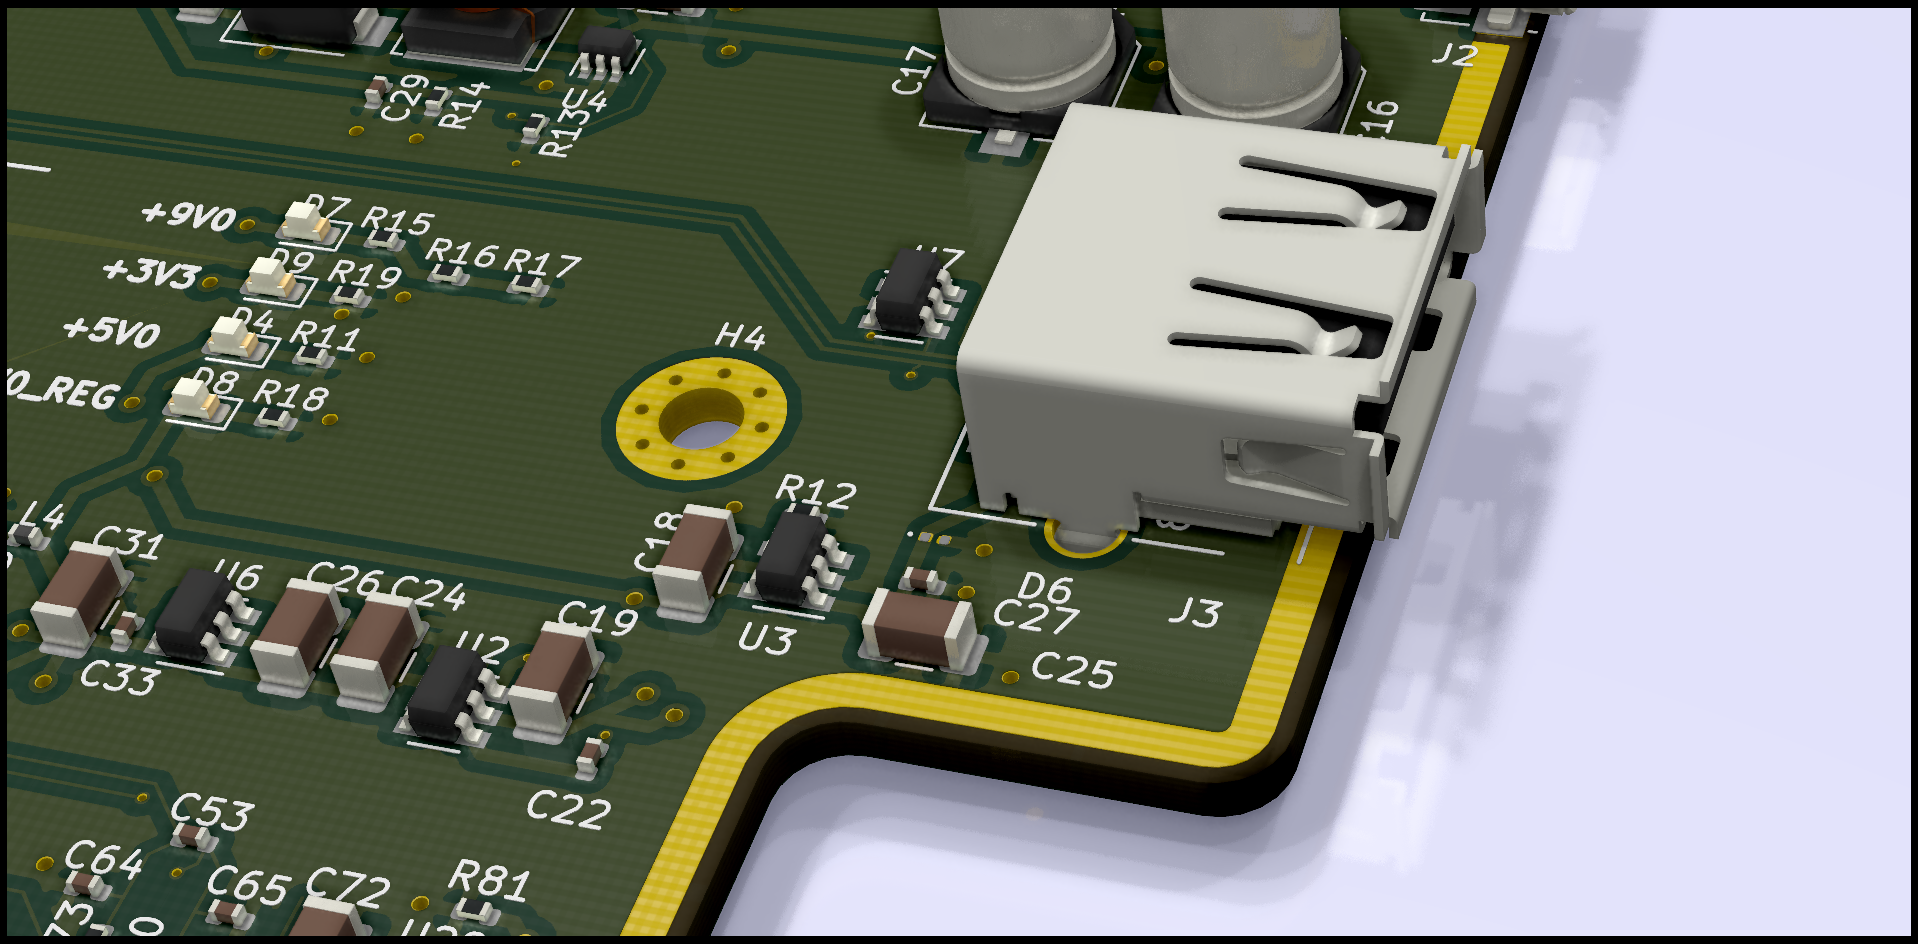 J2
C17
C29
R14
U4
R13
D7
+9V0
R15
R16
R17
D9
+3V3
R19
D4
+5V0
R11
H4
D8
R18
0_REG
R12
L4
C31
C18
U6
C26
C24
D6
C27
C19
J3
U2
U3
C25
C33
C22
C53
C64
C65
C72
R81